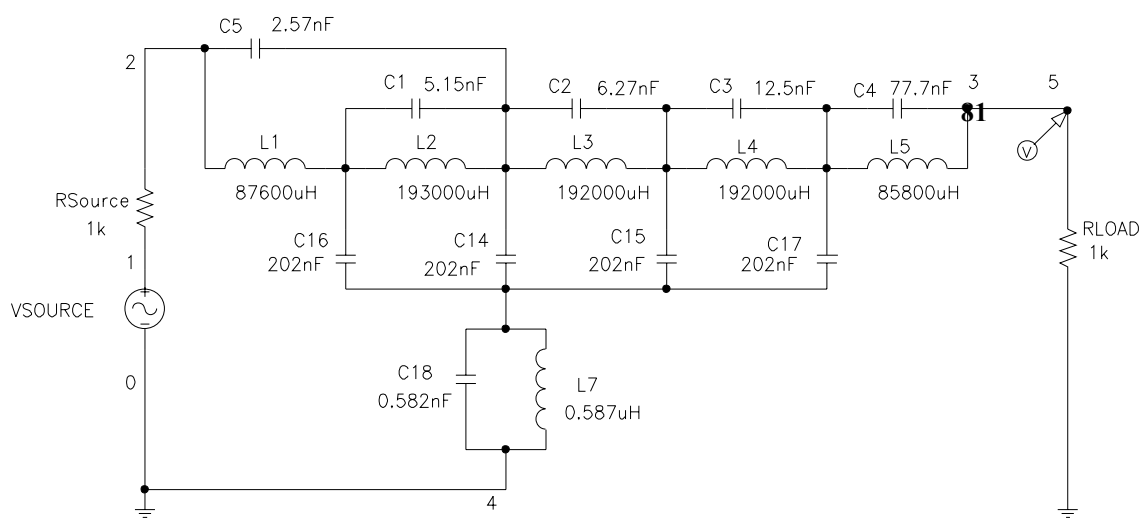 C5 2.57nF
2
C1 5.15nF
C2 6.27nF
C3 12.5nF
C4 77.7nF
3
5
81
V
L1
87600uH
L2
193000uH
L3
192000uH
L4
192000uH
L5
85800uH
RSource
1k
C16
202nF
C14
202nF
C15
202nF
C17
202nF
RLOAD
1k
1
VSOURCE
+
−
0
C18
0.582nF
L7
0.587uH
4